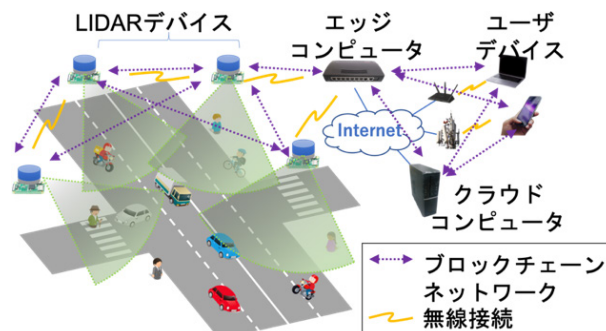 LIDARデバイス
エッジ
コンピュータ
ユーザ
デバイス
Internet
クラウド
コンピュータ
ブロックチェーン
ネットワーク
無線接続